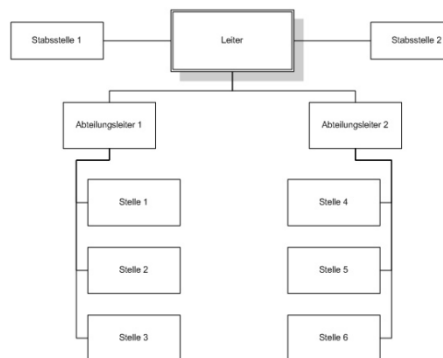 Stabsstelle 1
Leiter
Stabsstelle 2
Abteilungsleiter 1
Abteilungsleiter 2
Stelle 1
Stelle 4
Stelle 2
Stelle 5
Stelle 3
Stelle 6